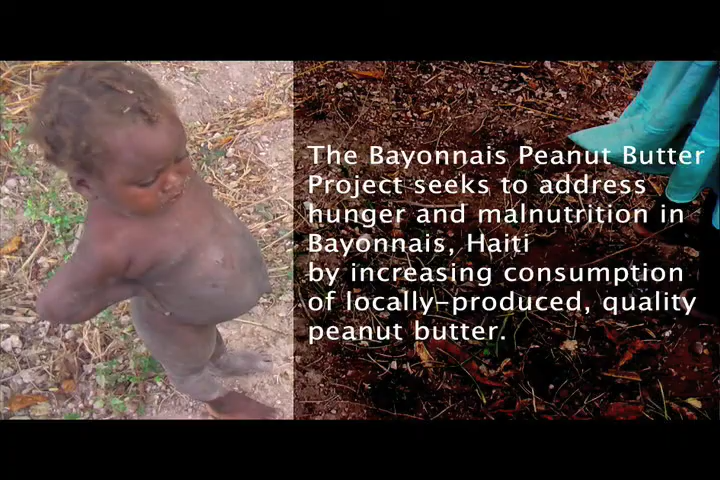 The Bayonnais Peanut Butter
Project seeks to address
hunger and malnutrition in
Bayonnais, Haiti
by increasing consumption
of locally-produced, quality
peanut butter.